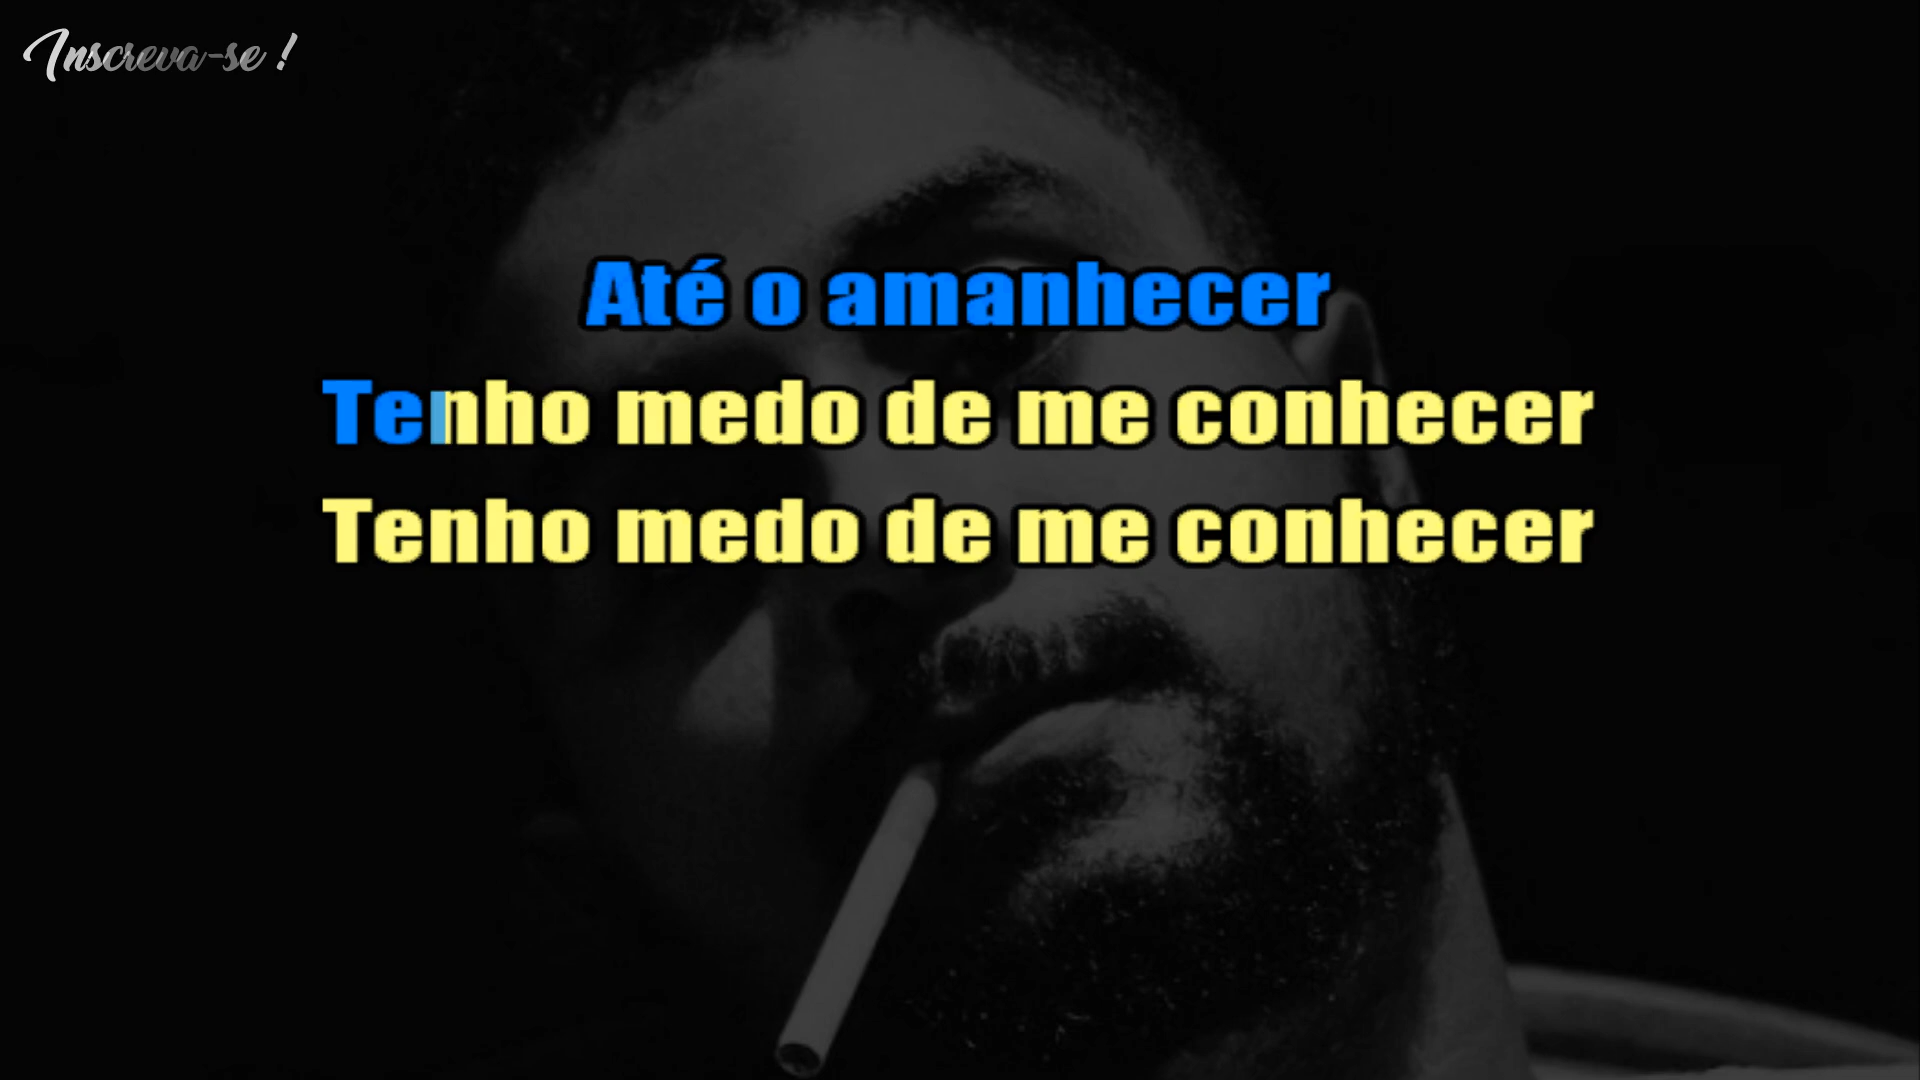 Inscreva-se !
Até o amanhecer
Tenho medo de me conhecer
Tenho medo de me conhecer